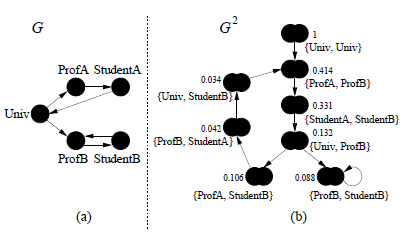 G
ProfA StudentA
Univ
ProfB StudentB
(a)
G²
1
{Univ, Univ}
0.034
{Univ, StudentB}
0.414
{ProfA, ProfB}
0.331
{StudentA, StudentB}
0.042
{ProfB, StudentA}
0.132
{Univ, ProfB}
0.106
{ProfA, StudentB}
0.088
{ProfB, StudentB}
(b)